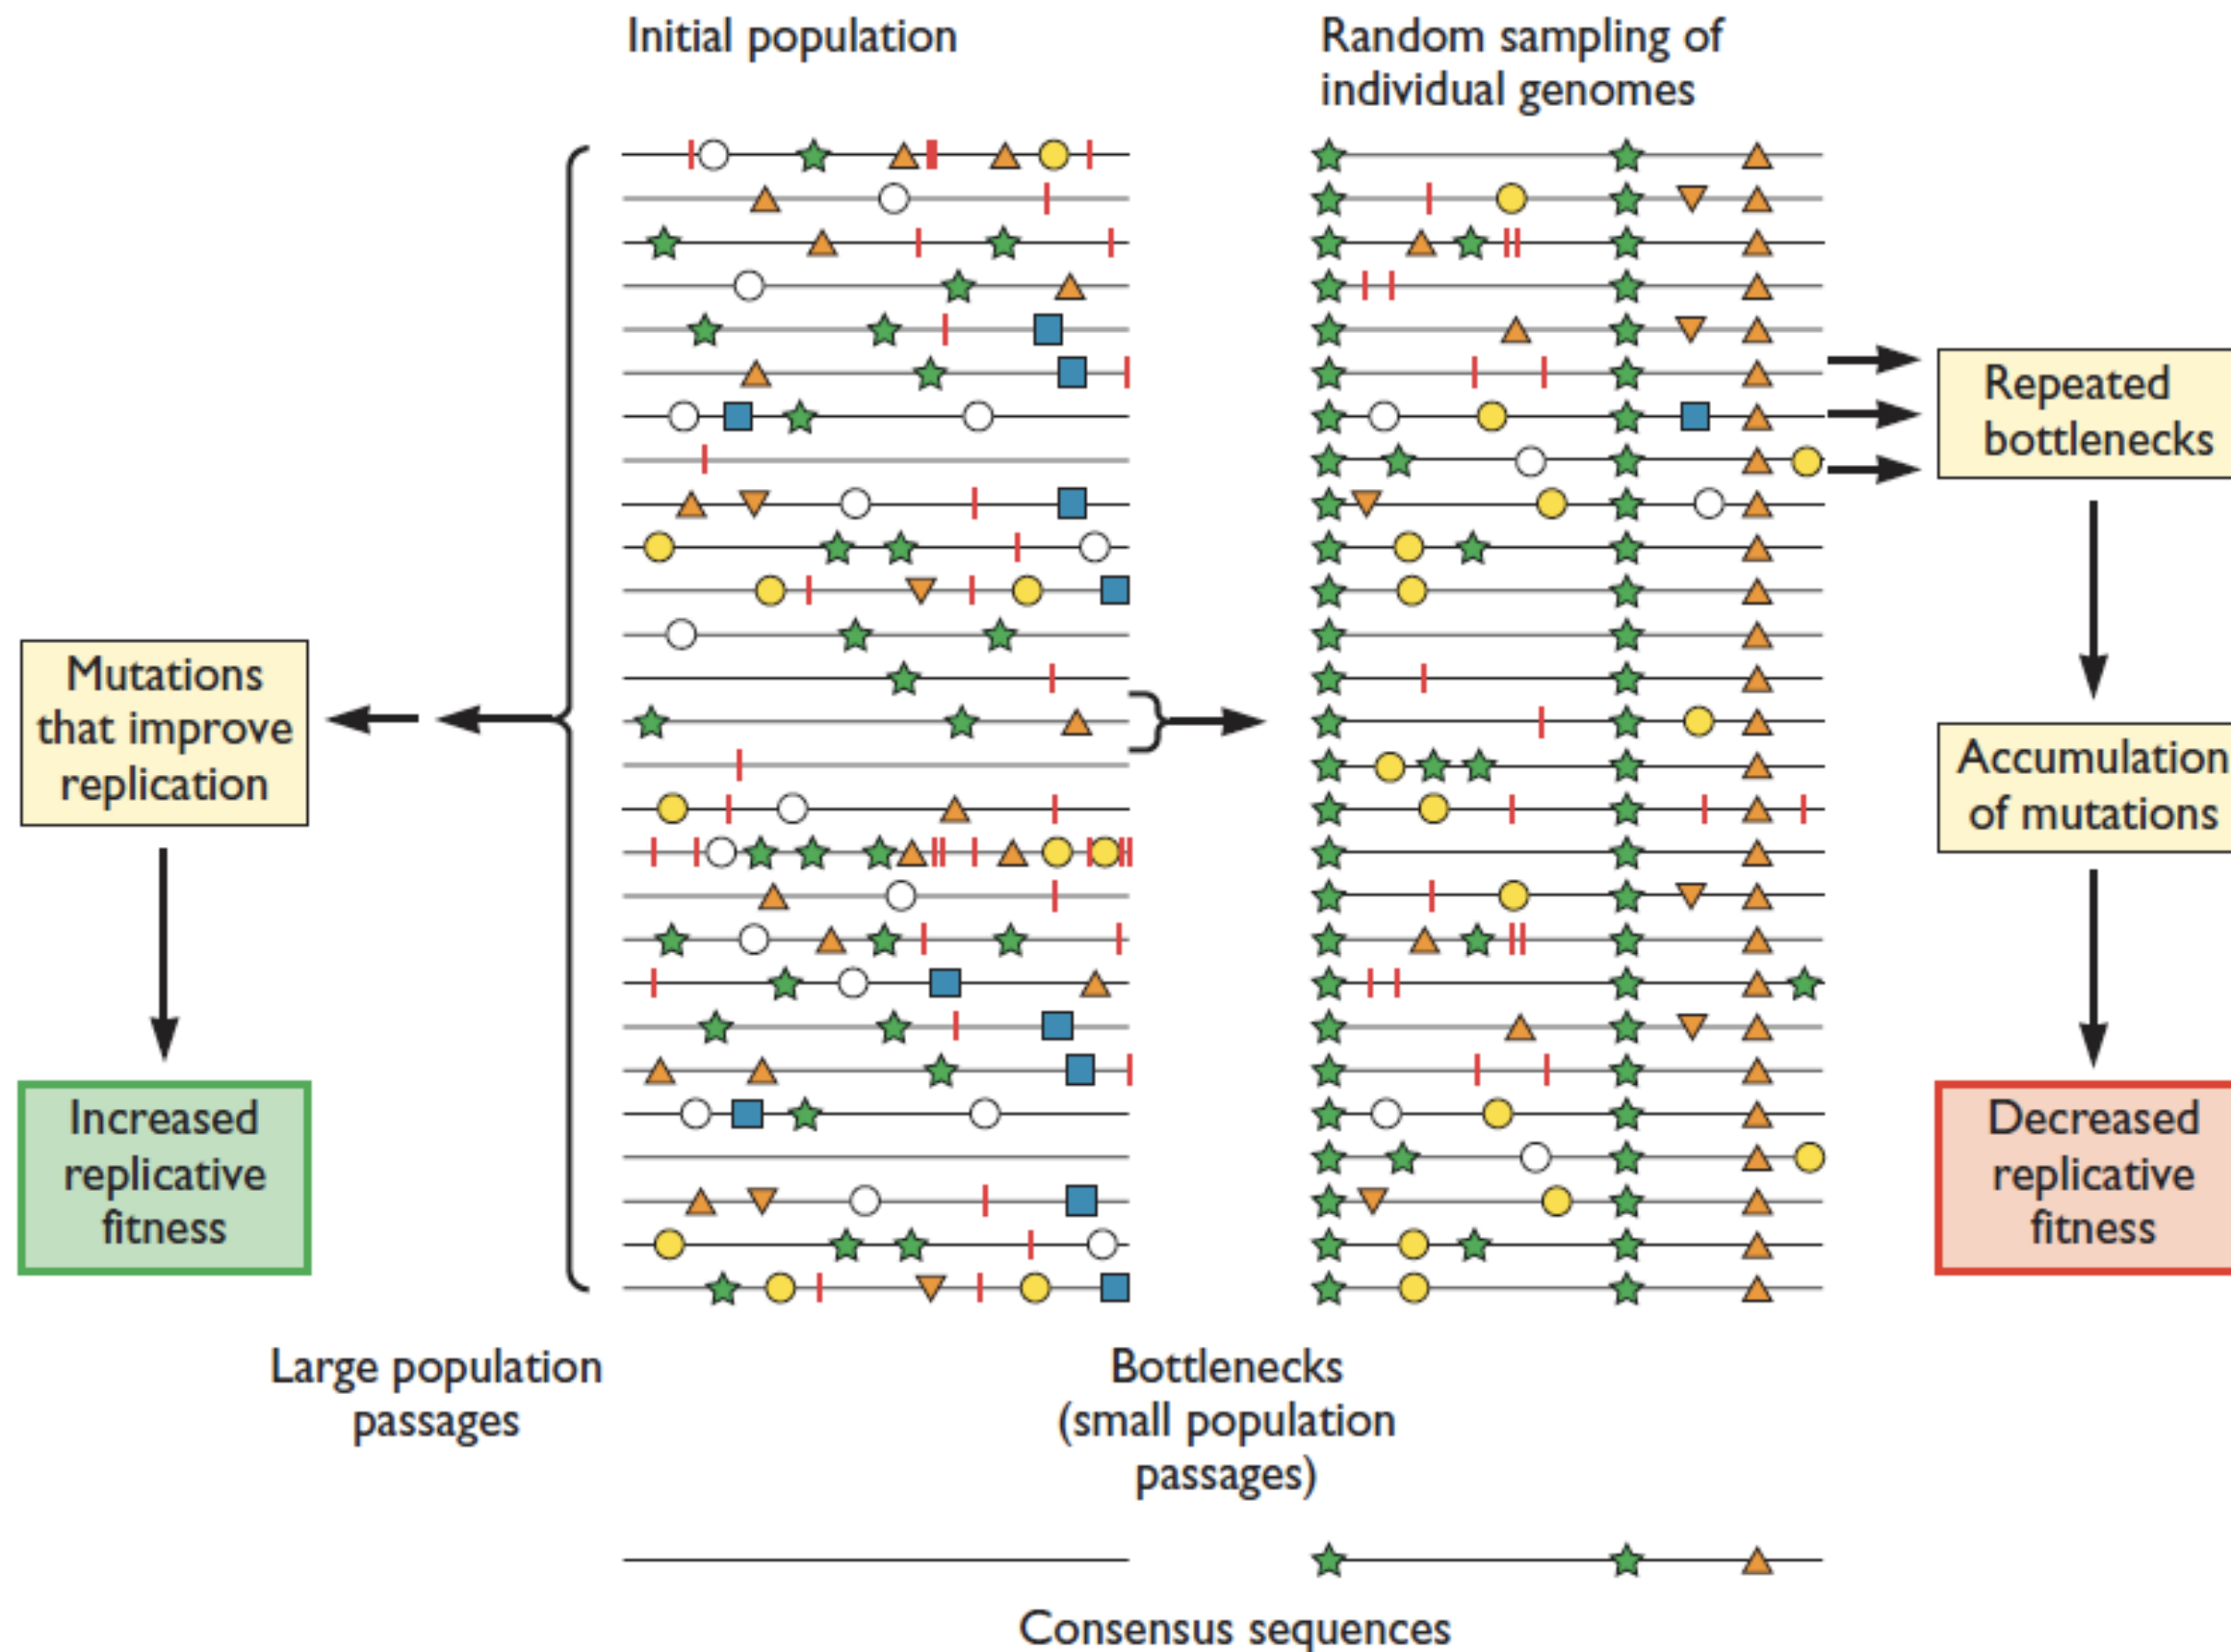 Initial population
Random sampling of
individual genomes
Repeated
bottlenecks
Mutations
that improve
replication
Accumulation
of mutations
Increased
replicative
fitness
Decreased
replicative
fitness
Large population
passages
Bottlenecks
(small population
passages)
Consensus sequences